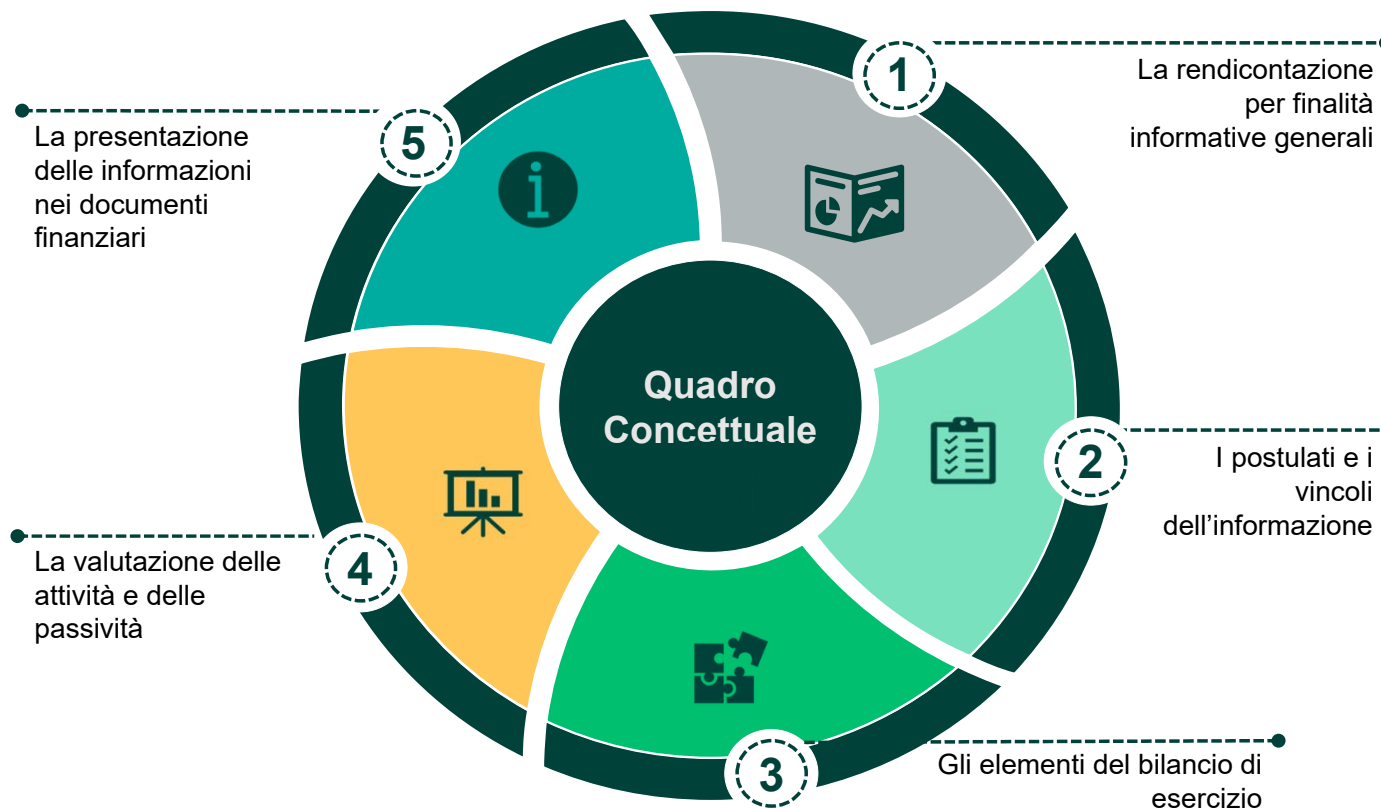 Quadro
Concettuale
1
La rendicontazione
per finalità
informative generali
2
I postulati e i
vincoli
dell’informazione
3
Gli elementi del bilancio di
esercizio
4
La valutazione delle
attività e delle
passività
5
La presentazione
delle informazioni
nei documenti
finanziari